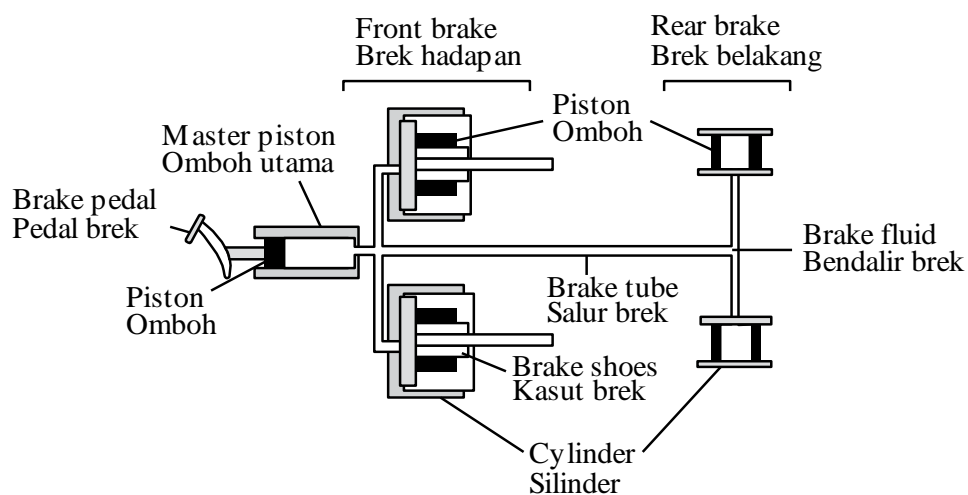 Front brake
Brek hadapan
Rear brake
Brek belakang
Piston
Omboh
Master piston
Omboh utama
Brake pedal
Pedal brek
Brake fluid
Bendalir brek
Piston
Omboh
Brake tube
Salur brek
Brake shoes
Kasut brek
Cylinder
Silinder